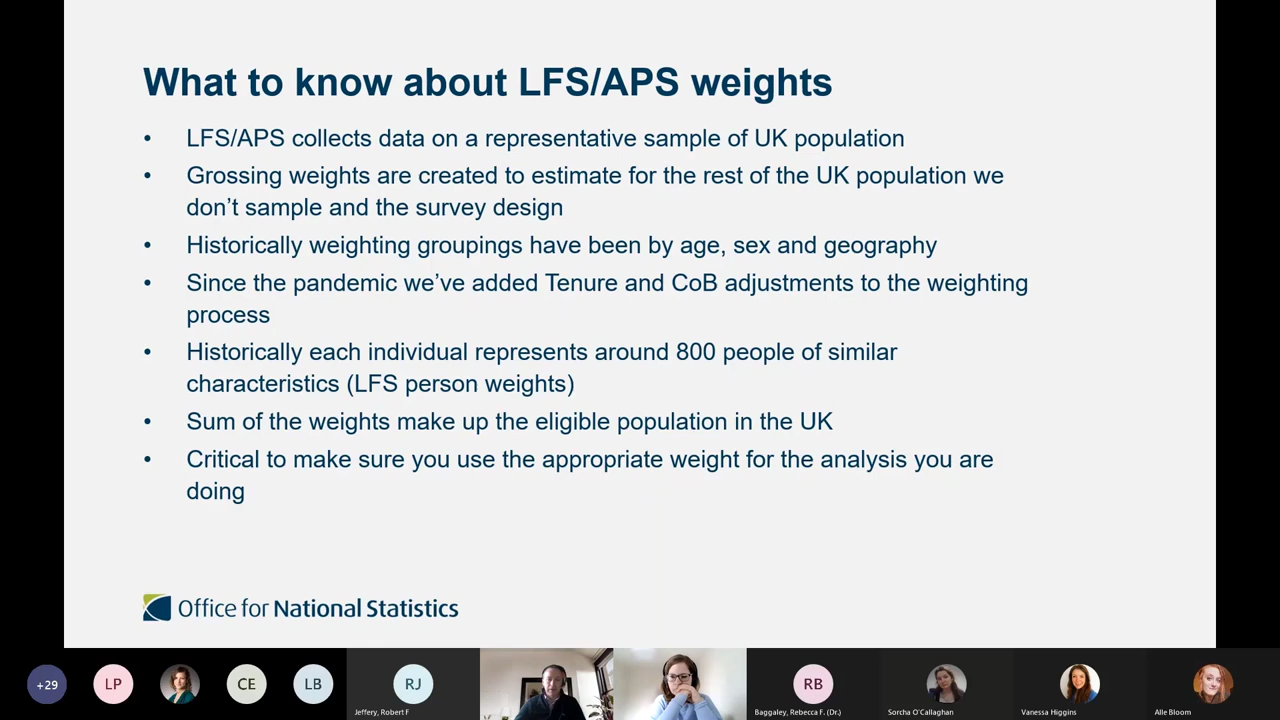 What to know about LFS/APS weights
• LFS/APS collects data on a representative sample of UK population
• Grossing weights are created to estimate for the rest of the UK population we
don’t sample and the survey design
• Historically weighting groupings have been by age, sex and geography
• Since the pandemic we’ve added Tenure and CoB adjustments to the weighting
process
• Historically each individual represents around 800 people of similar
characteristics (LFS person weights)
• Sum of the weights make up the eligible population in the UK
• Critical to make sure you use the appropriate weight for the analysis you are
doing
Office for National Statistics
+29 LP CE LB RJ RB
Jeffery, Robert F Baggaley, Rebecca F. (Dr.) Sorcha O'Callaghan Vanessa Higgins Alle Bloom